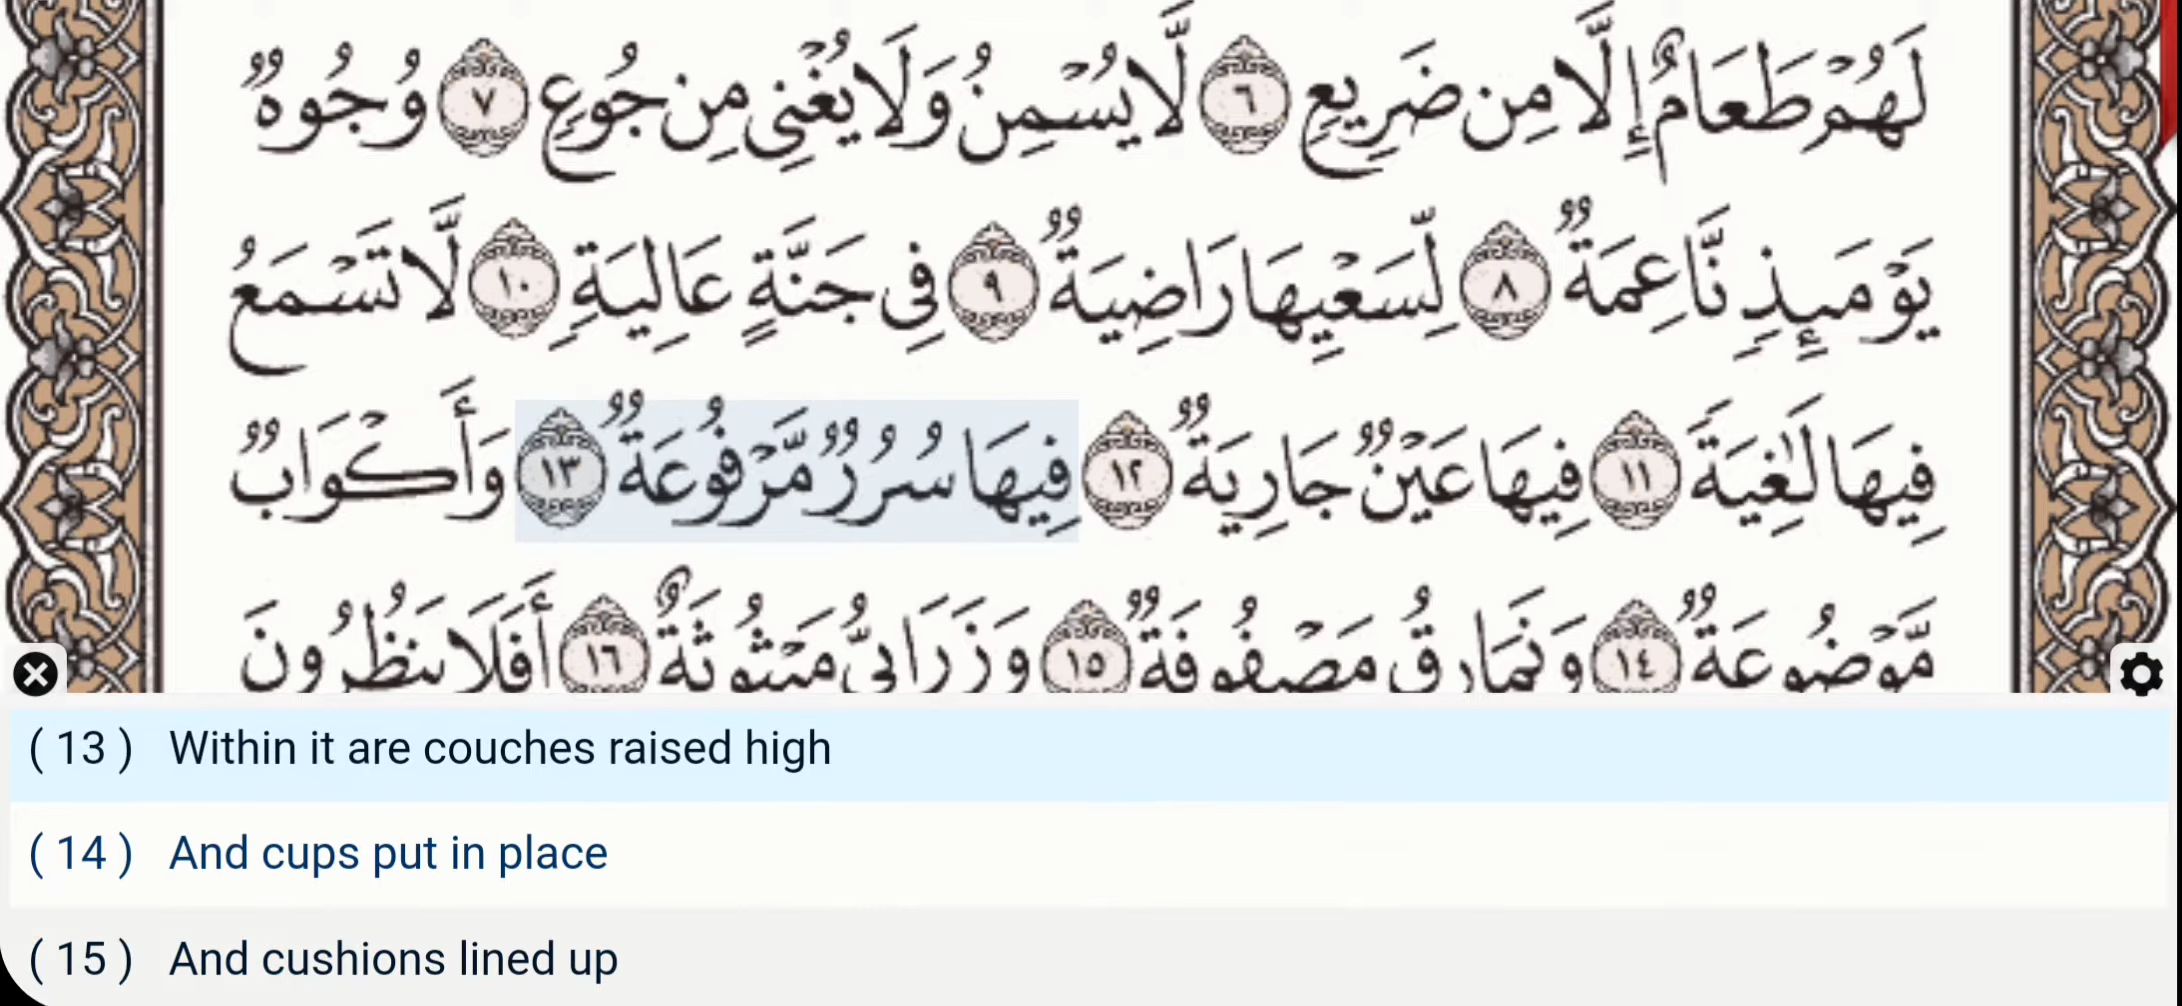 لَهُمْ طَعَامٌ إِلَّا مِن ضَرِيعٍ ٦ لَّا يُسْمِنُ وَلَا يُغْنِى مِن جُوعٍ ٧ وُجُوهٌ
يَوْمَئِذٍ نَّاعِمَةٌ ٨ لِّسَعْيِهَا رَاضِيَةٌ ٩ فِى جَنَّةٍ عَالِيَةٍ ١٠ لَّا تَسْمَعُ
فِيهَا لَٰغِيَةً ١١ فِيهَا عَيْنٌ جَارِيَةٌ ١٢ فِيهَا سُرُرٌ مَّرْفُوعَةٌ ١٣ وَأَكْوَابٌ
مَّوْضُوعَةٌ ١٤ وَنَمَارِقُ مَصْفُوفَةٌ ١٥ وَزَرَابِىُّ مَبْثُوثَةٌ ١٦ أَفَلَا يَنظُرُونَ
( 13 ) Within it are couches raised high
( 14 ) And cups put in place
( 15 ) And cushions lined up